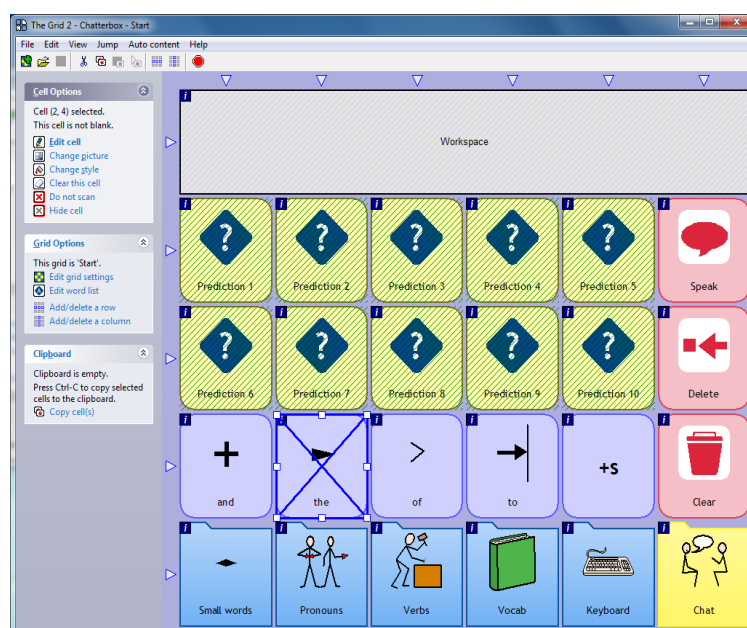 The Grid 2 - Chatterbox - Start
File Edit View Jump Auto content Help
Cell Options
Cell (2, 4) selected.
This cell is not blank.
Edit cell
Change picture
Change style
Clear this cell
Do not scan
Hide cell
Grid Options
This grid is 'Start'.
Edit grid settings
Edit word list
Add/delete a row
Add/delete a column
Clipboard
Clipboard is empty.
Press Ctrl-C to copy selected
cells to the clipboard.
Copy cell(s)
Workspace
Prediction 1 Prediction 2 Prediction 3 Prediction 4 Prediction 5 Speak
Prediction 6 Prediction 7 Prediction 8 Prediction 9 Prediction 10 Delete
+s
and the of to Clear
Small words Pronouns Verbs Vocab Keyboard Chat